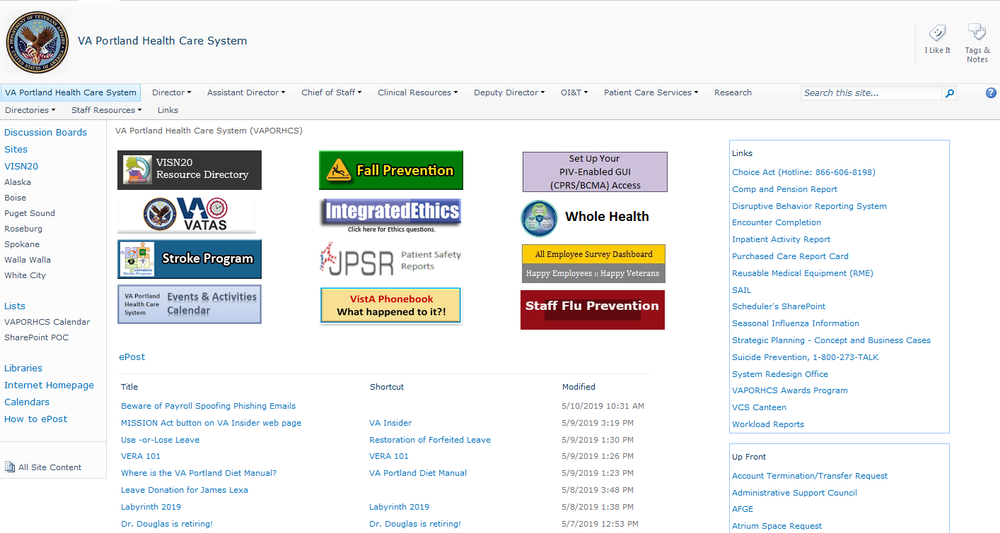 VA Portland Health Care System
I Like It
Tags &
Notes
VA Portland Health Care System
Director
Assistant Director
Chief of Staff
Clinical Resources
Deputy Director
OI&T
Patient Care Services
Research
Search this site...
Directories
Staff Resources
Links
Discussion Boards
Sites
VISN20
Alaska
Boise
Puget Sound
Roseburg
Spokane
Walla Walla
White City
Lists
VAPORHCS Calendar
SharePoint POC
Libraries
Internet Homepage
Calendars
How to ePost
All Site Content
VA Portland Health Care System (VAPORHCS)
VISN20
Resource Directory
Fall Prevention
Set Up Your
PIV-Enabled GUI
(CPRS/BCMA) Access
VA
VATAS
IntegratedEthics
Click here for Ethics questions.
Whole Health
Stroke Program
JPSR
Patient Safety
Reports
All Employee Survey Dashboard
Happy Employees :: Happy Veterans
VA Portland
Health Care
System
Events & Activities
Calendar
VistA Phonebook
What happened to it?!
Staff Flu Prevention
ePost
Title Shortcut Modified
Beware of Payroll Spoofing Phishing Emails 5/10/2019 10:31 AM
MISSION Act button on VA Insider web page VA Insider 5/9/2019 3:19 PM
Use -or-Lose Leave Restoration of Forfeited Leave 5/9/2019 1:30 PM
VERA 101 VERA 101 5/9/2019 1:26 PM
Where is the VA Portland Diet Manual? VA Portland Diet Manual 5/9/2019 1:23 PM
Leave Donation for James Lexa 5/8/2019 3:48 PM
Labyrinth 2019 Labyrinth 2019 5/8/2019 1:38 PM
Dr. Douglas is retiring! Dr. Douglas is retiring! 5/7/2019 12:53 PM
Links
Choice Act (Hotline: 866-606-8198)
Comp and Pension Report
Disruptive Behavior Reporting System
Encounter Completion
Inpatient Activity Report
Purchased Care Report Card
Reusable Medical Equipment (RME)
SAIL
Scheduler's SharePoint
Seasonal Influenza Information
Strategic Planning - Concept and Business Cases
Suicide Prevention, 1-800-273-TALK
System Redesign Office
VAPORHCS Awards Program
VCS Canteen
Workload Reports
Up Front
Account Termination/Transfer Request
Administrative Support Council
AFGE
Atrium Space Request